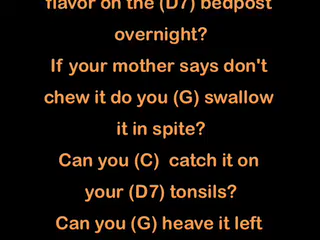 flavor on the (D7) bedpost
overnight?
If your mother says don't
chew it do you (G) swallow
it in spite?
Can you (C)  catch it on
your (D7) tonsils?
Can you (G) heave it left